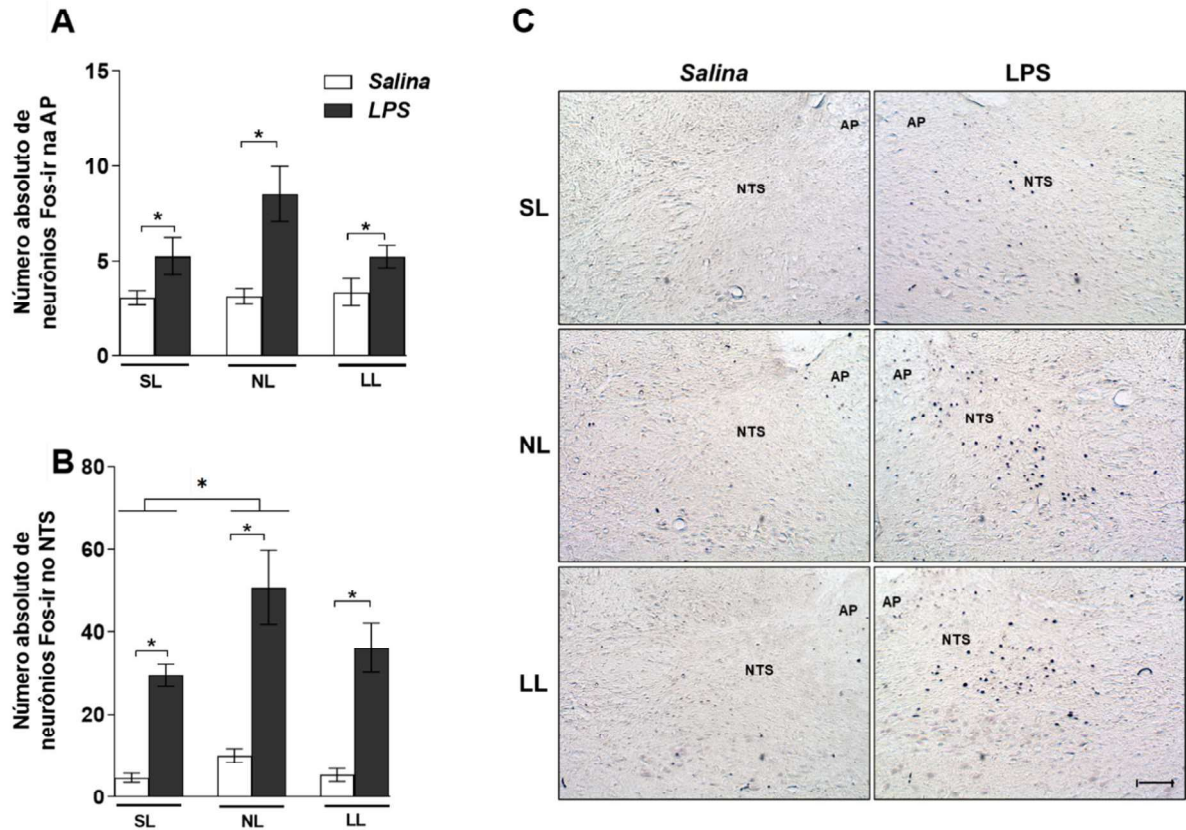 A
Número absoluto de
neurônios Fos-ir na AP
15
10
5
0
*
*
*
Salina
LPS
SL
NL
LL
B
Número absoluto de
neurônios Fos-ir no NTS
80
60
40
20
0
*
*
*
*
SL
NL
LL
C
Salina
LPS
SL
AP
NTS
AP
NTS
NL
AP
NTS
AP
NTS
LL
AP
NTS
AP
NTS